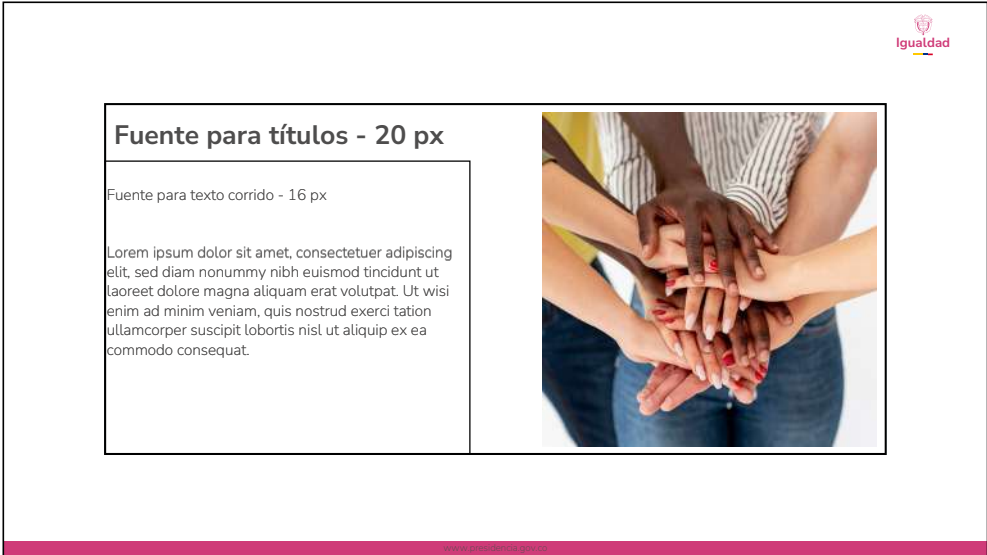 Igualdad
Fuente para títulos - 20 px
Fuente para texto corrido - 16 px
Lorem ipsum dolor sit amet, consectetuer adipiscing
elit, sed diam nonummy nibh euismod tincidunt ut
laoreet dolore magna aliquam erat volutpat. Ut wisi
enim ad minim veniam, quis nostrud exerci tation
ullamcorper suscipit lobortis nisl ut aliquip ex ea
commodo consequat.
www.presidencia.gov.co